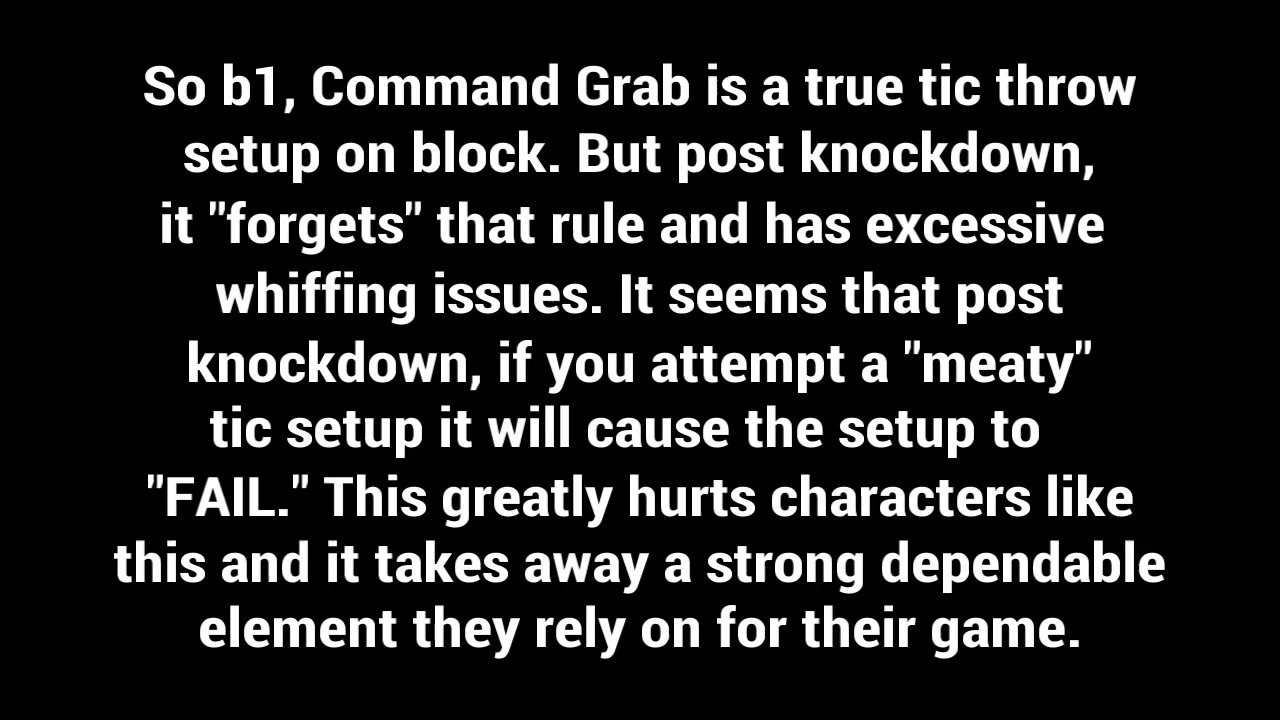 So b1, Command Grab is a true tic throw
setup on block. But post knockdown,
it "forgets" that rule and has excessive
whiffing issues. It seems that post
knockdown, if you attempt a "meaty"
tic setup it will cause the setup to
"FAIL." This greatly hurts characters like
this and it takes away a strong dependable
element they rely on for their game.